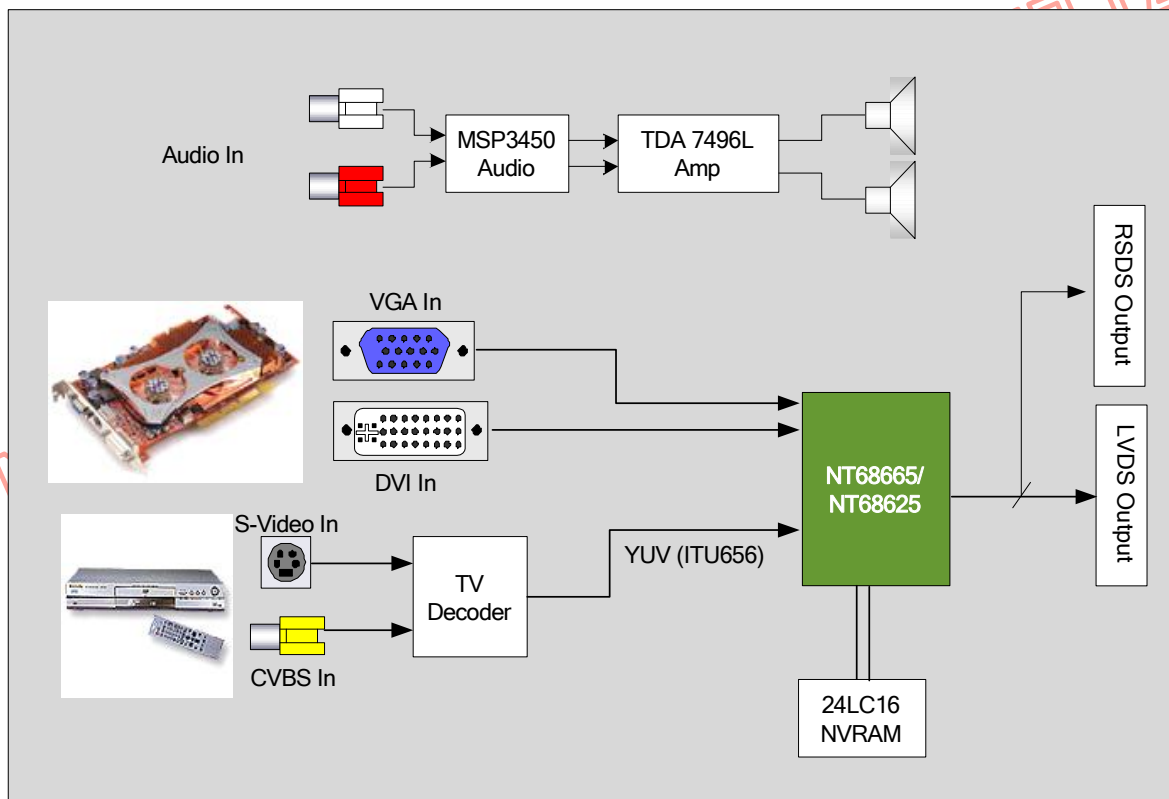 Audio In
MSP3450
Audio
TDA 7496L
Amp
RSDS Output
VGA In
DVI In
NT68665/
NT68625
LVDS Output
S-Video In
TV
Decoder
YUV (ITU656)
CVBS In
24LC16
NVRAM